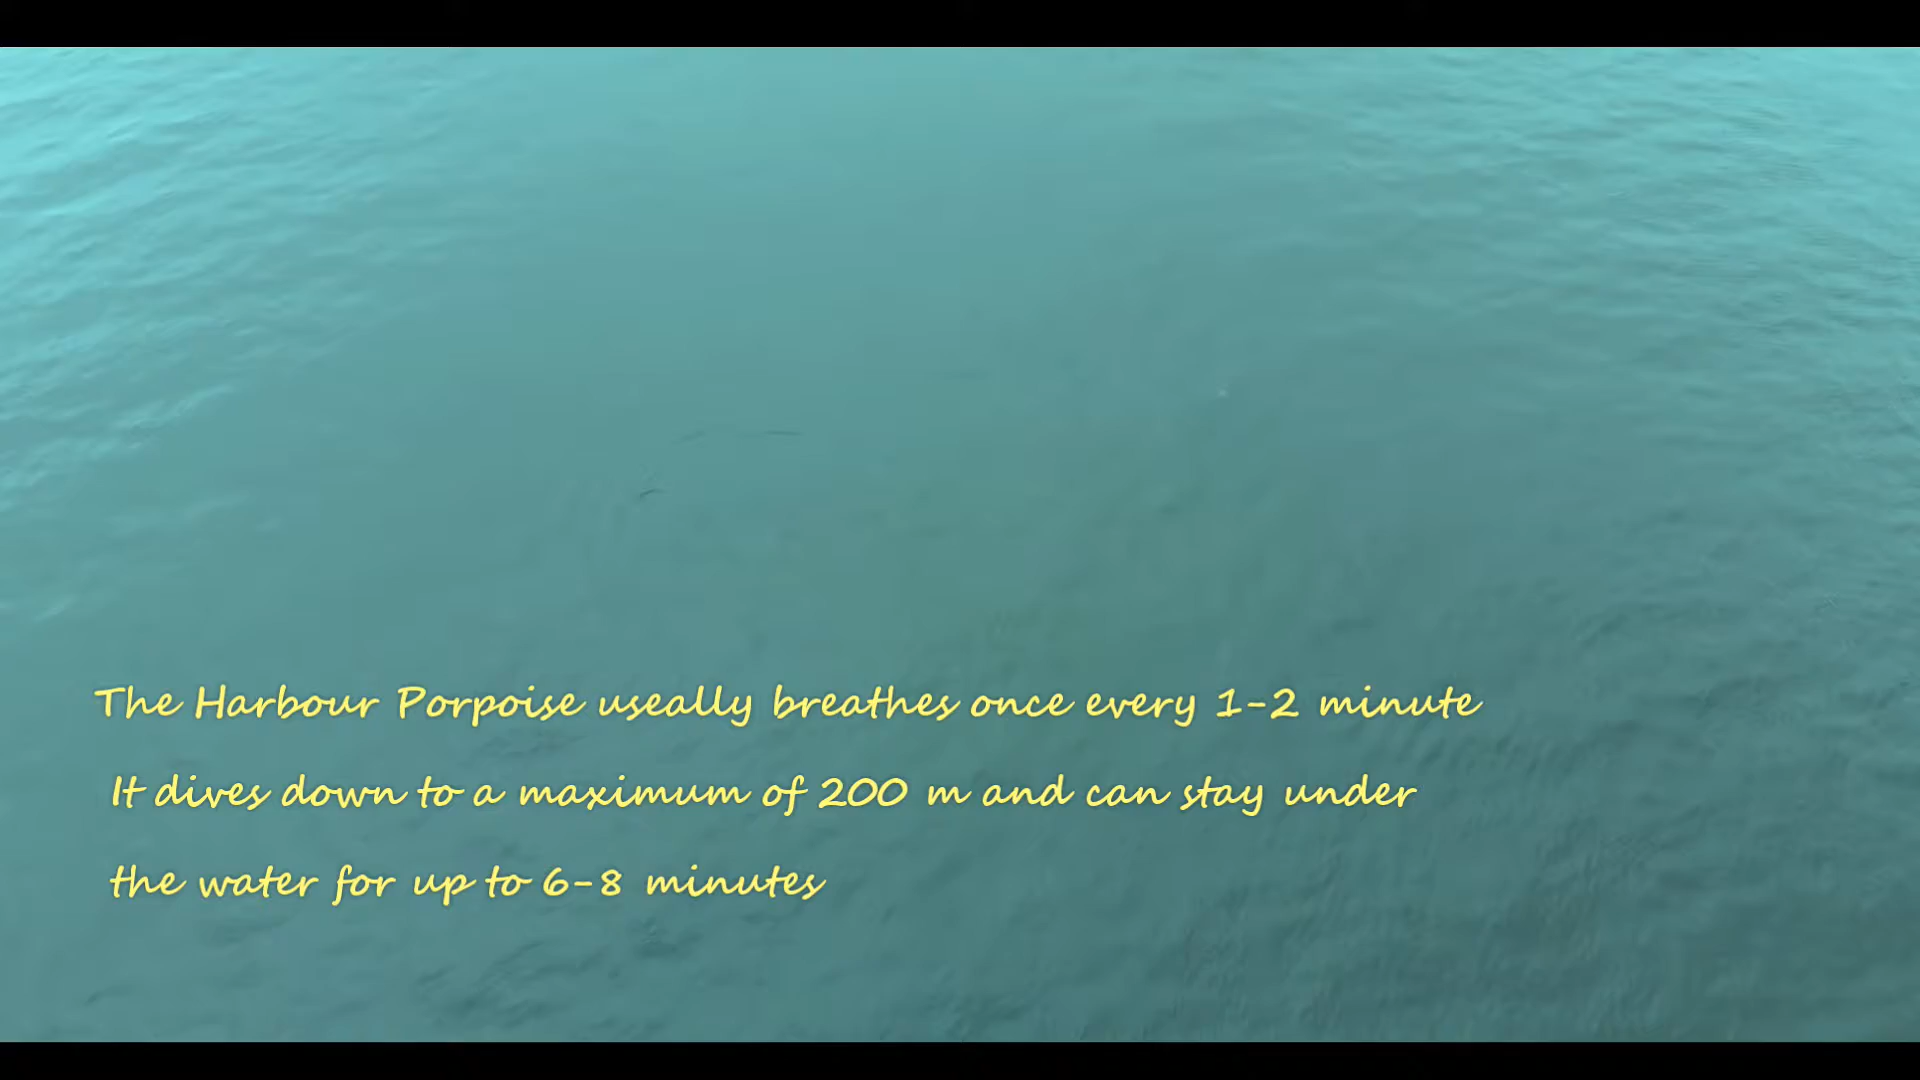 The Harbour Porpoise useally breathes once every 1-2 minute
It dives down to a maximum of 200 m and can stay under
the water for up to 6-8 minutes